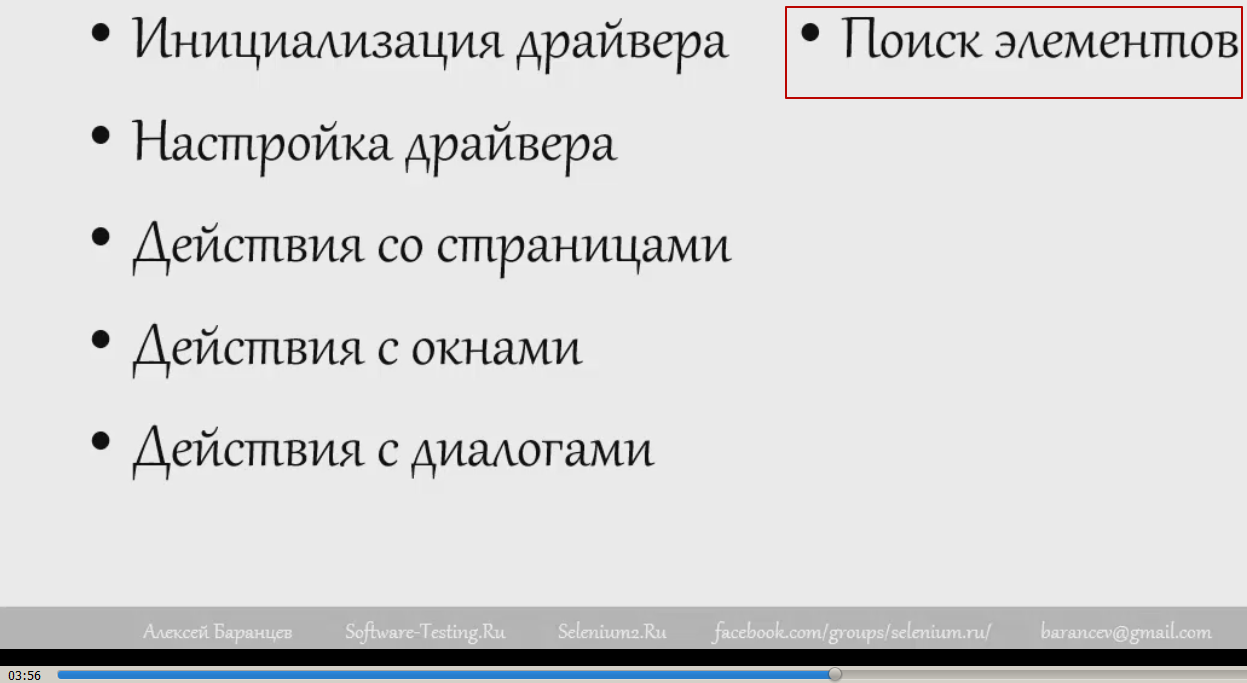 • Инициализация драйвера
• Настройка драйвера
• Действия со страницами
• Действия с окнами
• Действия с диалогами
• Поиск элементов
Алексей Баранцев Software-Testing.Ru Selenium2.Ru facebook.com/groups/selenium.ru/ barancev@gmail.com
03:56